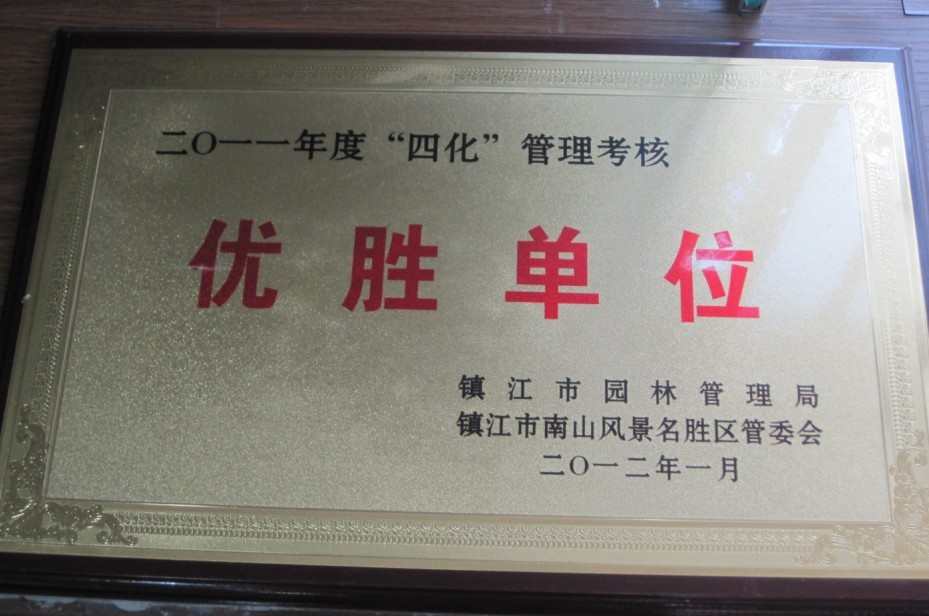 二〇一一年度“四化”管理考核
优胜单位
镇江市园林管理局
镇江市南山风景名胜区管委会
二〇一二年一月